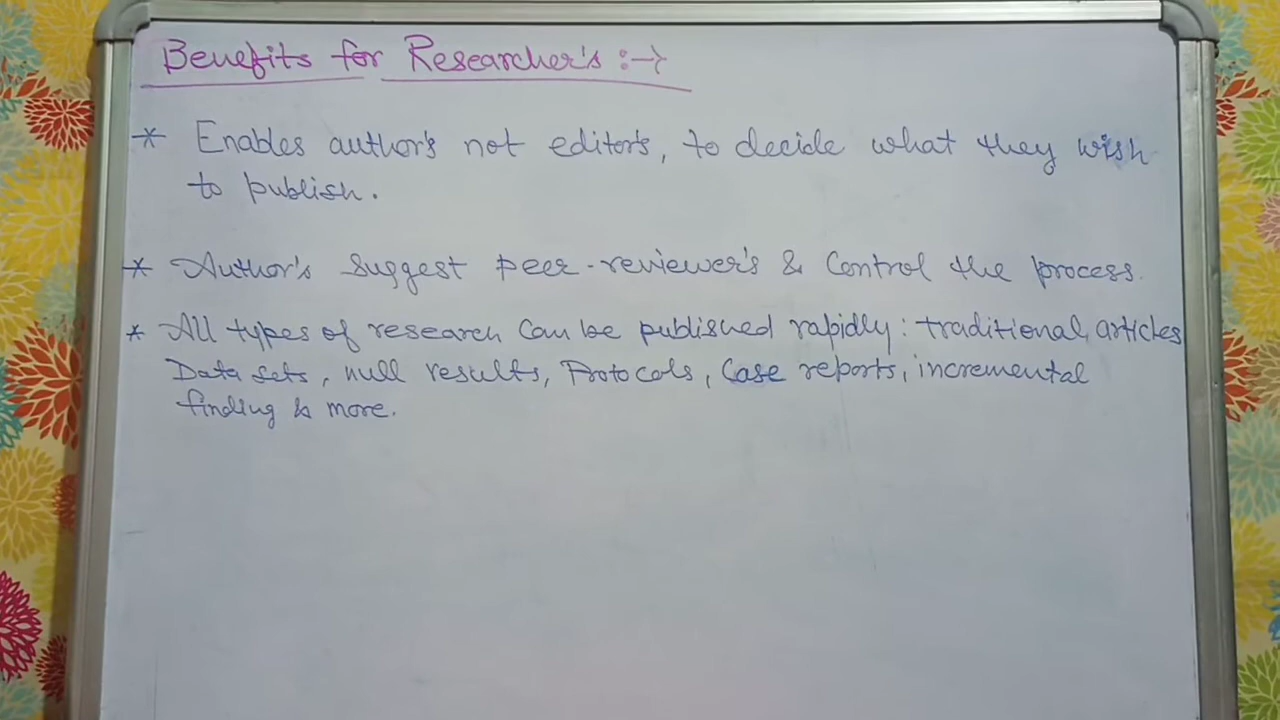 Benefits for Researcher's :->
* Enables author's not editor's, to decide what they wish
to publish.
* Author's suggest peer-reviewer's & control the process.
* All types of research can be published rapidly: traditional, articles
Data sets, null results, Protocols, Case reports, incremental
finding & more.